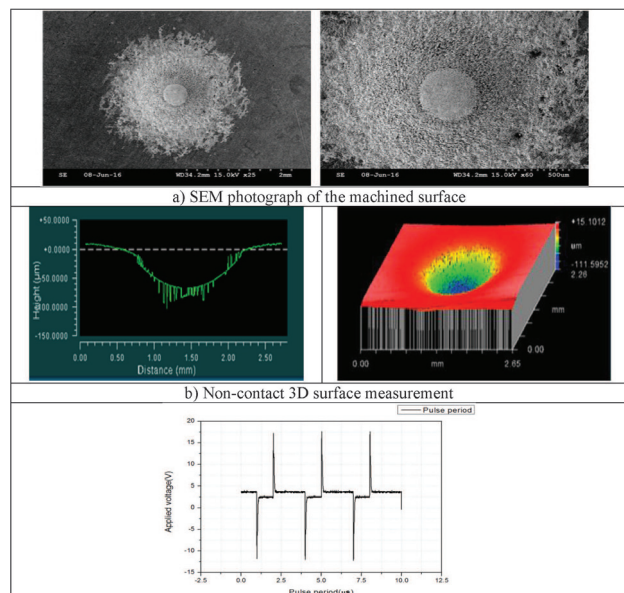 SE 08-Jun-16 WD34.2mm 15.0kV x25 2mm
SE 08-Jun-16 WD34.2mm 15.0kV x60 500um
a) SEM photograph of the machined surface
+50.0000
+0.0000
-50.0000
-100.0000
-150.0000
Height (µm)
0.00 0.50 1.00 1.50 2.00 2.50
Distance (mm)
+15.1012
µm
-111.5952
2.26
mm
0.00
0.00 mm 2.65
b) Non-contact 3D surface measurement
Pulse period
20
15
10
5
0
-5
-10
-15
Applied voltage(V)
-2.5 0.0 2.5 5.0 7.5 10.0 12.5
Pulse period(µs)